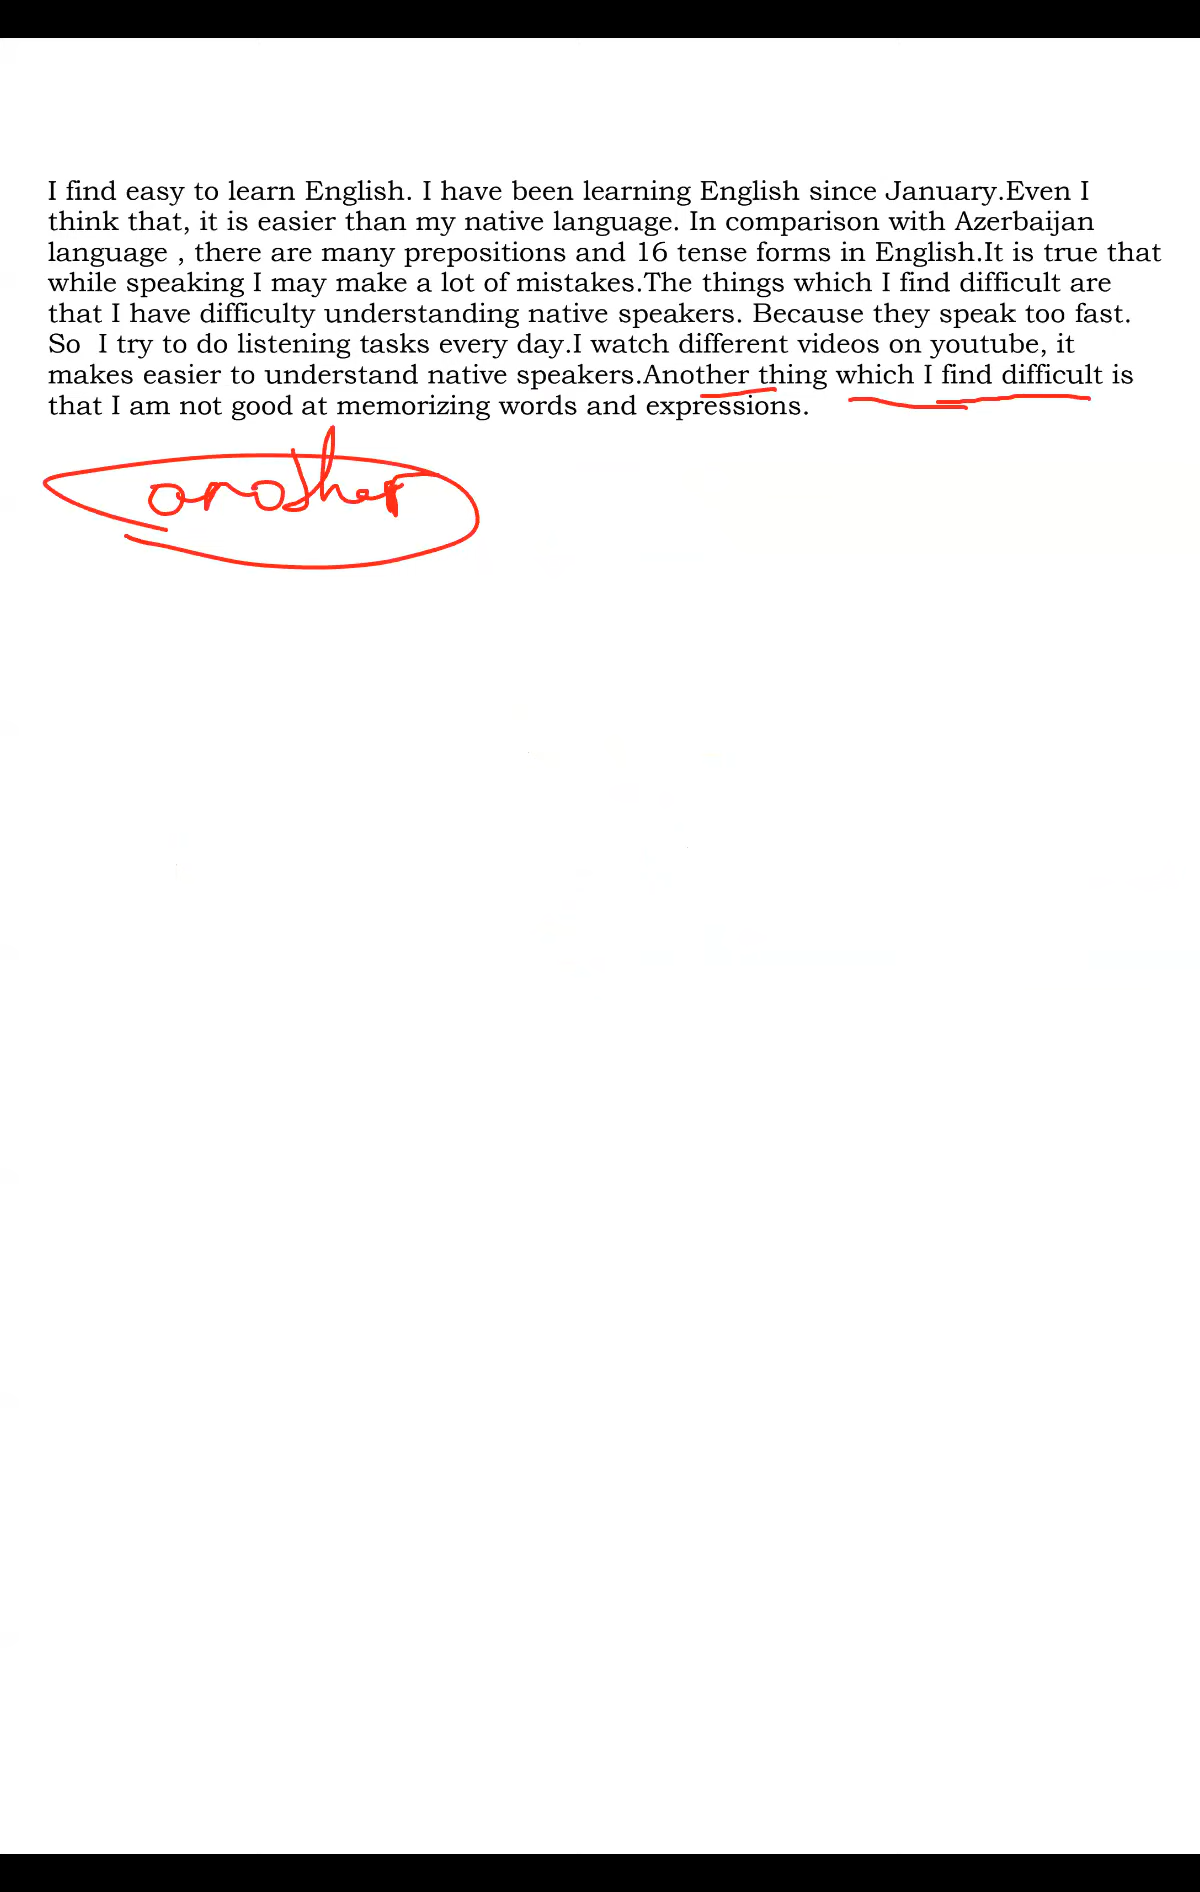 I find easy to learn English. I have been learning English since January.Even I
think that, it is easier than my native language. In comparison with Azerbaijan
language , there are many prepositions and 16 tense forms in English.It is true that
while speaking I may make a lot of mistakes.The things which I find difficult are
that I have difficulty understanding native speakers. Because they speak too fast.
So  I try to do listening tasks every day.I watch different videos on youtube, it
makes easier to understand native speakers.Another thing which I find difficult is
that I am not good at memorizing words and expressions.
another